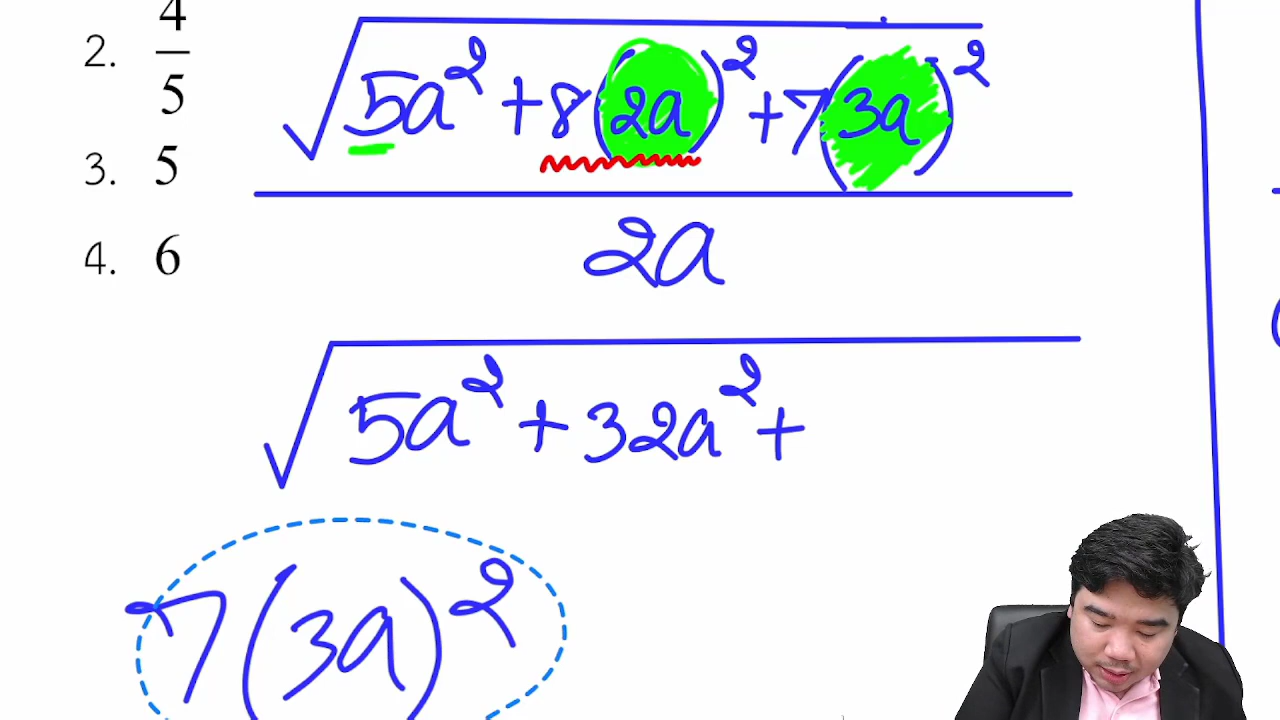 2. 4/5
3. 5
4. 6
√(5a² + 8(2a)² + 7(3a)²)
2a
√(5a² + 32a² +
7(3a)²